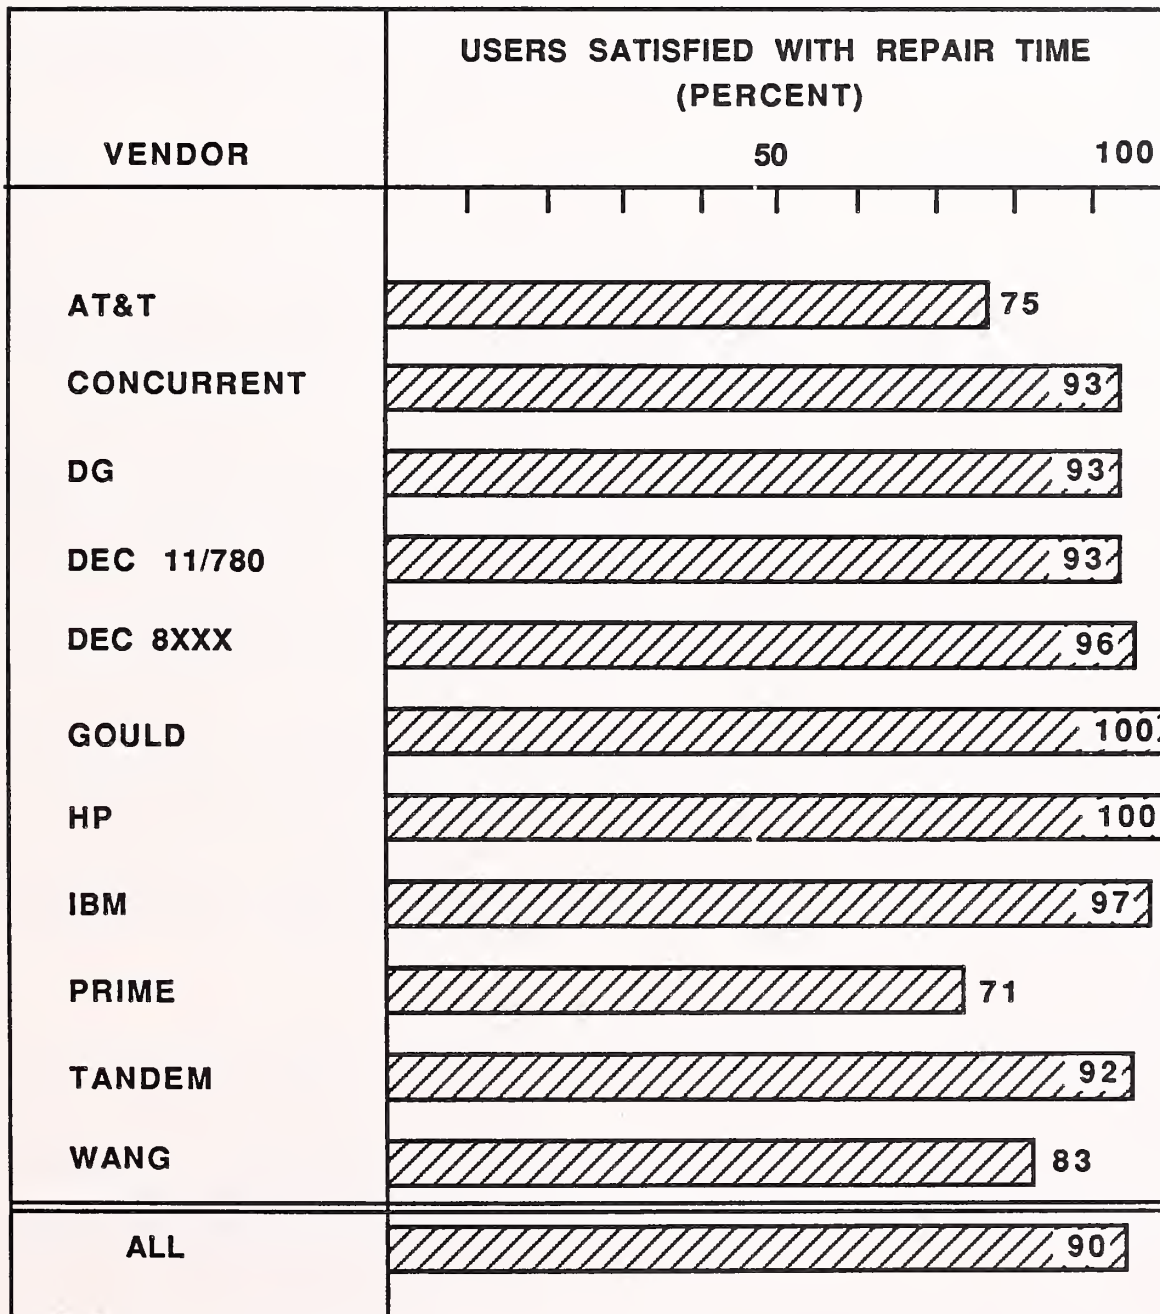 USERS SATISFIED WITH REPAIR TIME
(PERCENT)
VENDOR 50 100
AT&T 75
CONCURRENT 93
DG 93
DEC 11/780 93
DEC 8XXX 96
GOULD 100
HP 100
IBM 97
PRIME 71
TANDEM 92
WANG 83
ALL 90